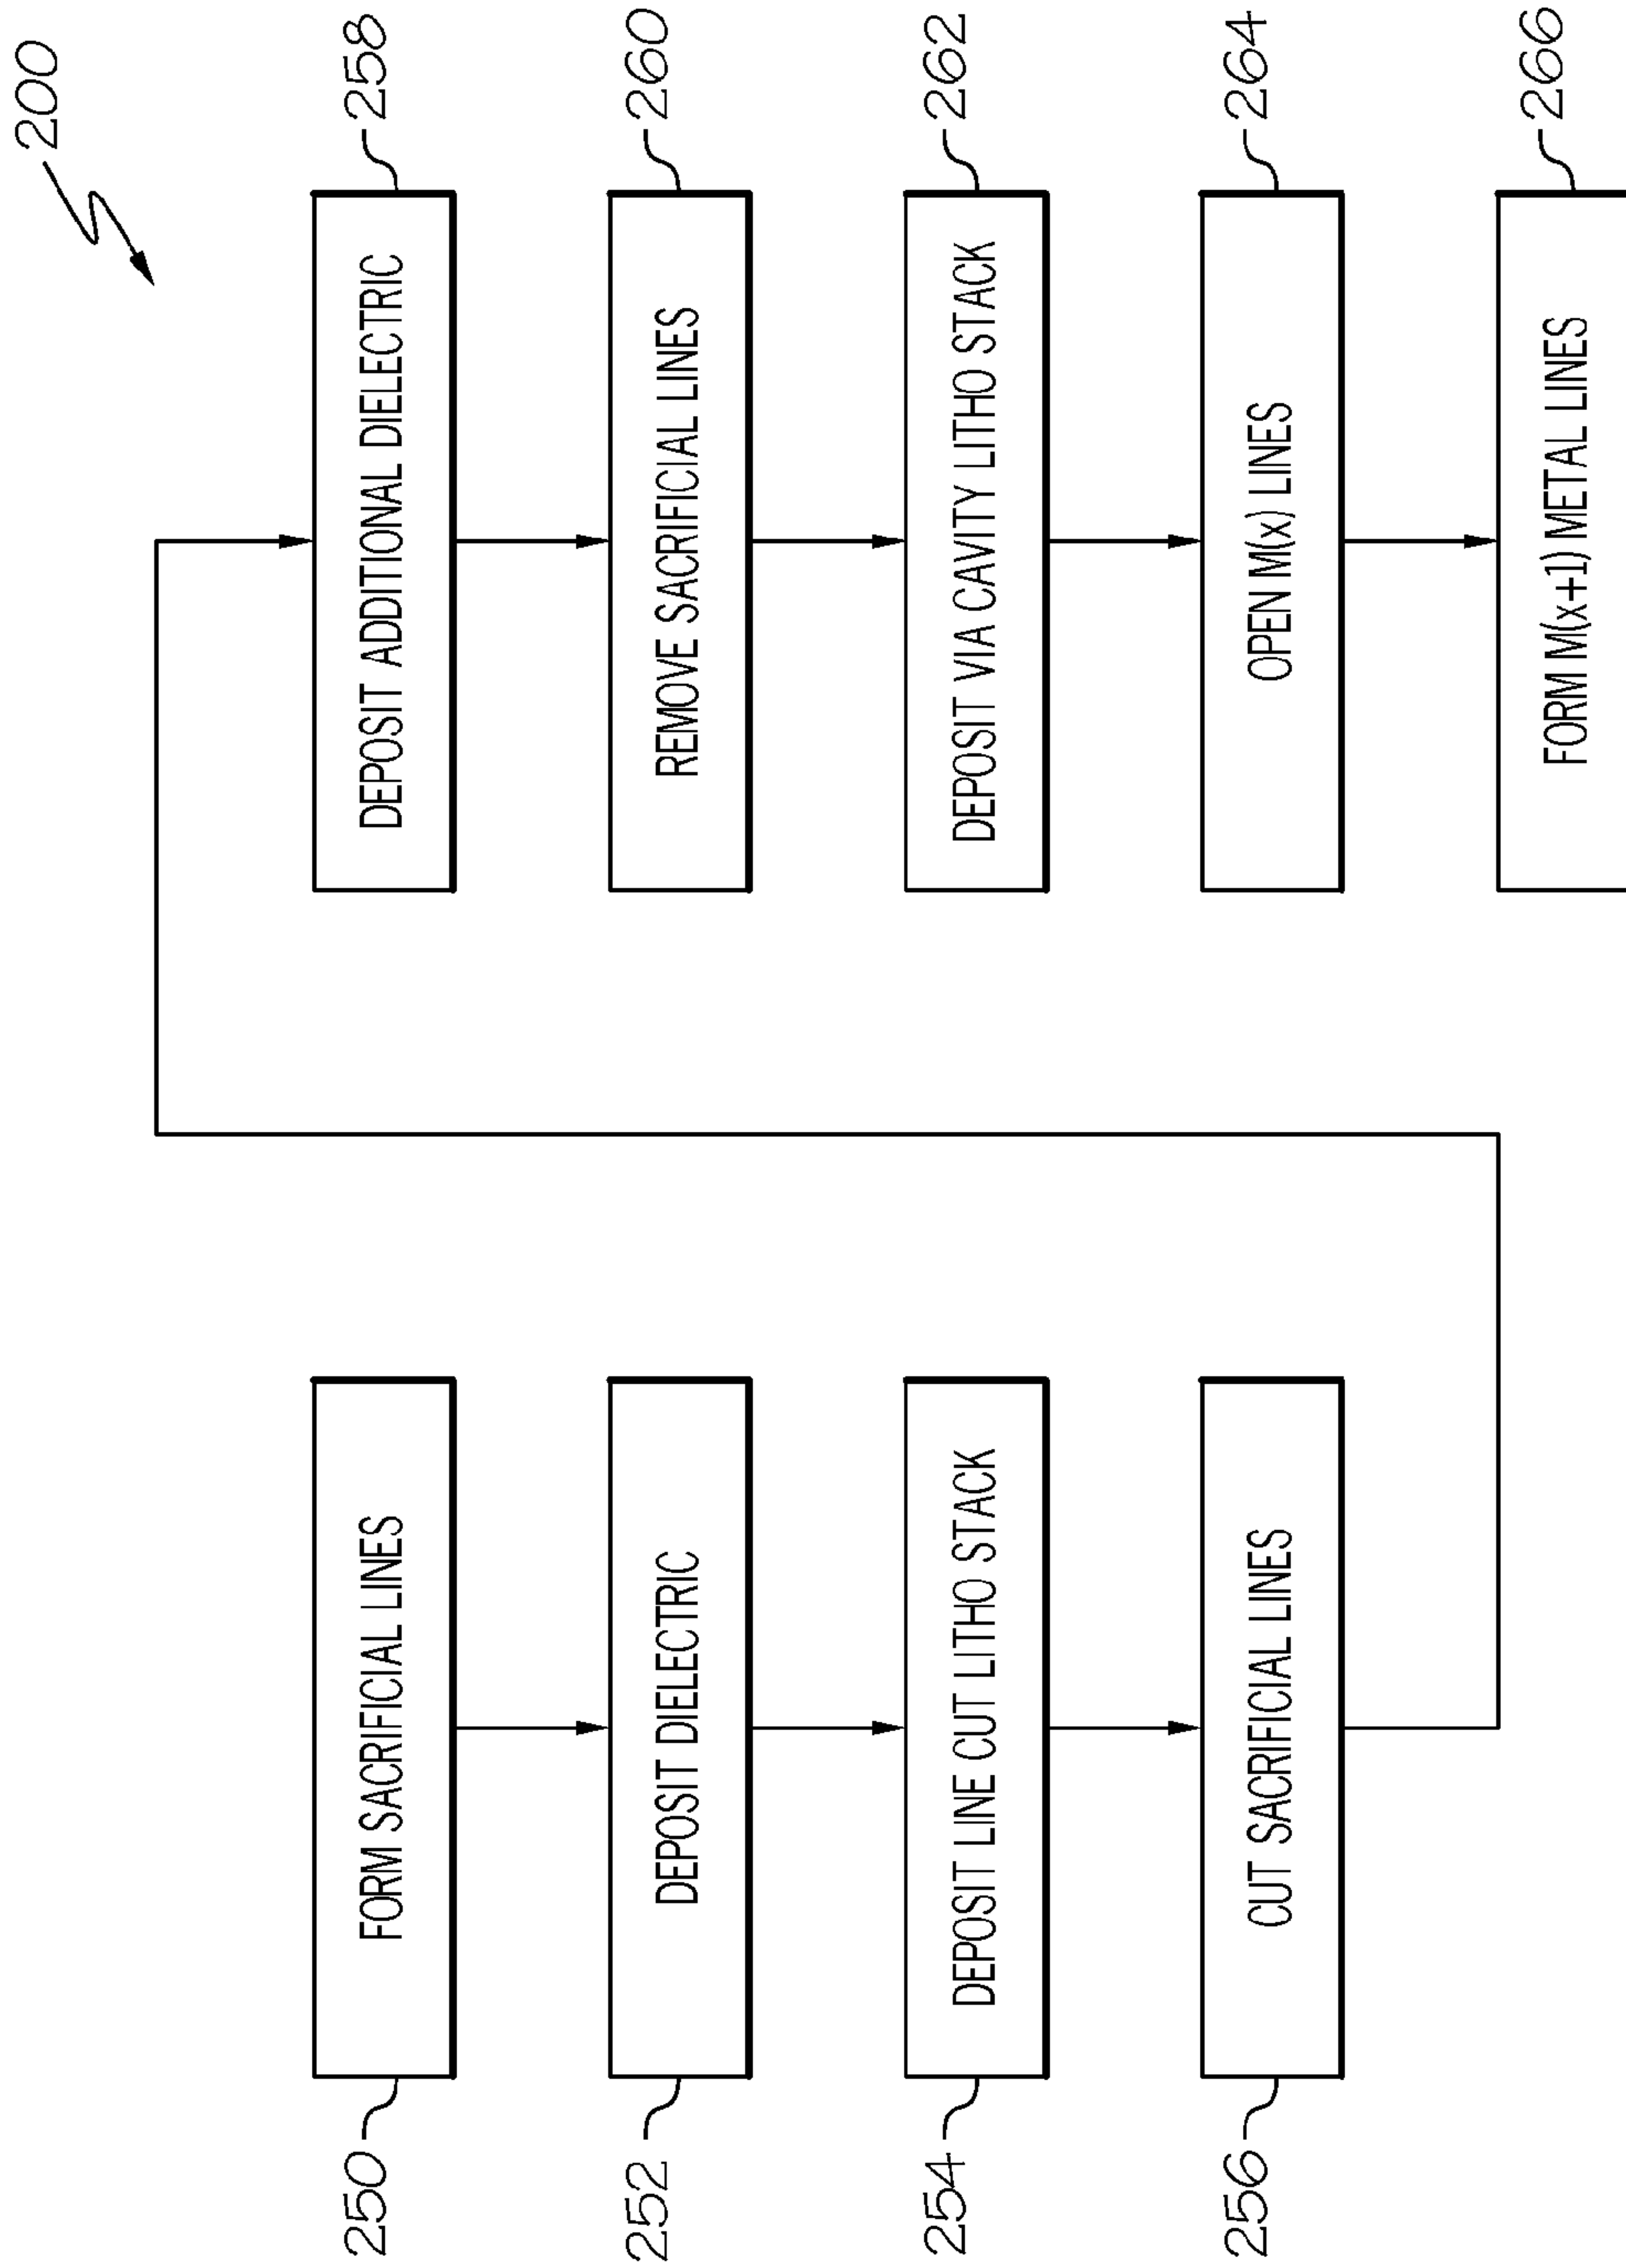 200
250
FORM SACRIFICIAL LINES
252
DEPOSIT DIELECTRIC
254
DEPOSIT LINE CUT LITHO STACK
256
CUT SACRIFICIAL LINES
258
DEPOSIT ADDITIONAL DIELECTRIC
260
REMOVE SACRIFICIAL LINES
262
DEPOSIT VIA CAVITY LITHO STACK
264
OPEN M(x) LINES
266
FORM M(x+1) METAL LINES